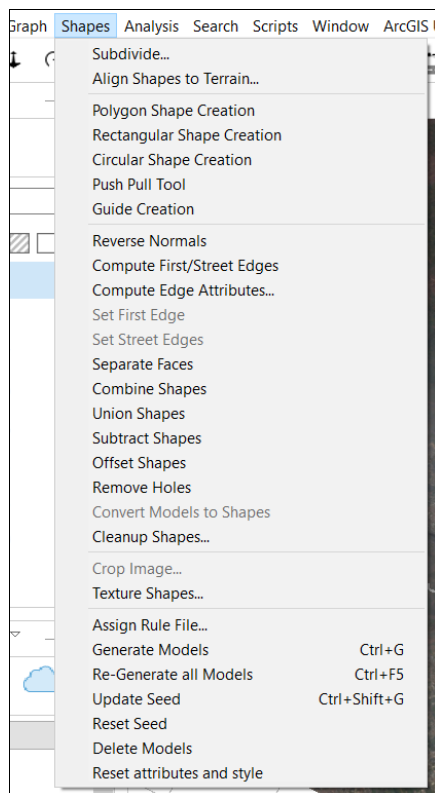 Graph Shapes Analysis Search Scripts Window ArcGIS
Subdivide...
Align Shapes to Terrain...
Polygon Shape Creation
Rectangular Shape Creation
Circular Shape Creation
Push Pull Tool
Guide Creation
Reverse Normals
Compute First/Street Edges
Compute Edge Attributes...
Set First Edge
Set Street Edges
Separate Faces
Combine Shapes
Union Shapes
Subtract Shapes
Offset Shapes
Remove Holes
Convert Models to Shapes
Cleanup Shapes...
Crop Image...
Texture Shapes...
Assign Rule File...
Generate Models Ctrl+G
Re-Generate all Models Ctrl+F5
Update Seed Ctrl+Shift+G
Reset Seed
Delete Models
Reset attributes and style